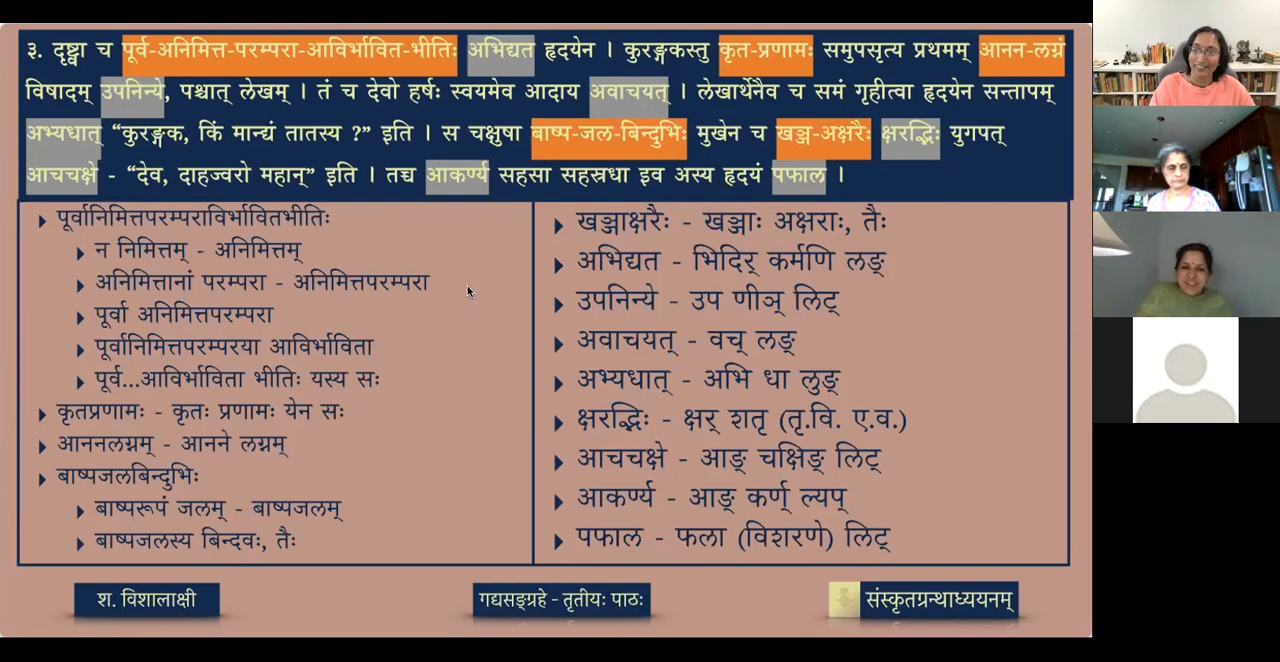 ३. दृष्ट्वा च पूर्व-अनिमित्त-परम्परा-आविर्भावित-भीतिः अभिद्यत हृदयेन । कुरङ्गकस्तु कृत-प्रणामः समुपसृत्य प्रथमम् आनन-लग्नं
विषादम् उपनिन्ये, पश्चात् लेखम् । तं च देवो हर्षः स्वयमेव आदाय अवाचयत् । लेखार्थेनैव च समं गृहीत्वा हृदयेन सन्तापम्
अभ्यधात् “कुरङ्गक, किं मान्द्यं तातस्य ?” इति । स चक्षुषा बाष्प-जल-बिन्दुभिः मुखेन च खञ्ज-अक्षरैः क्षरद्भिः युगपत्
आचचक्षे - “देव, दाहज्वरो महान्” इति । तच्च आकर्ण्य सहसा सहस्रधा इव अस्य हृदयं पफाल ।
पूर्वानिमित्तपरम्पराविर्भावितभीतिः
न निमित्तम् - अनिमित्तम्
अनिमित्तानां परम्परा - अनिमित्तपरम्परा
पूर्वा अनिमित्तपरम्परा
पूर्वानिमित्तपरम्परया आविर्भाविता
पूर्व...आविर्भाविता भीतिः यस्य सः
कृतप्रणामः - कृतः प्रणामः येन सः
आननलग्नम् - आनने लग्नम्
बाष्पजलबिन्दुभिः
बाष्परूपं जलम् - बाष्पजलम्
बाष्पजलस्य बिन्दवः, तैः
खञ्जाक्षरैः - खञ्जाः अक्षराः, तैः
अभिद्यत - भिदिर् कर्मणि लङ्
उपनिन्ये - उप णीञ् लिट्
अवाचयत् - वच् लङ्
अभ्यधात् - अभि धा लुङ्
क्षरद्भिः - क्षर् शतृ (तृ.वि. ए.व.)
आचचक्षे - आङ् चक्षिङ् लिट्
आकर्ण्य - आङ् कर्ण् ल्यप्
पफाल - फला (विशरणे) लिट्
श. विशालाक्षी
गद्यसङ्ग्रहे - तृतीयः पाठः
संस्कृतग्रन्थाध्ययनम्